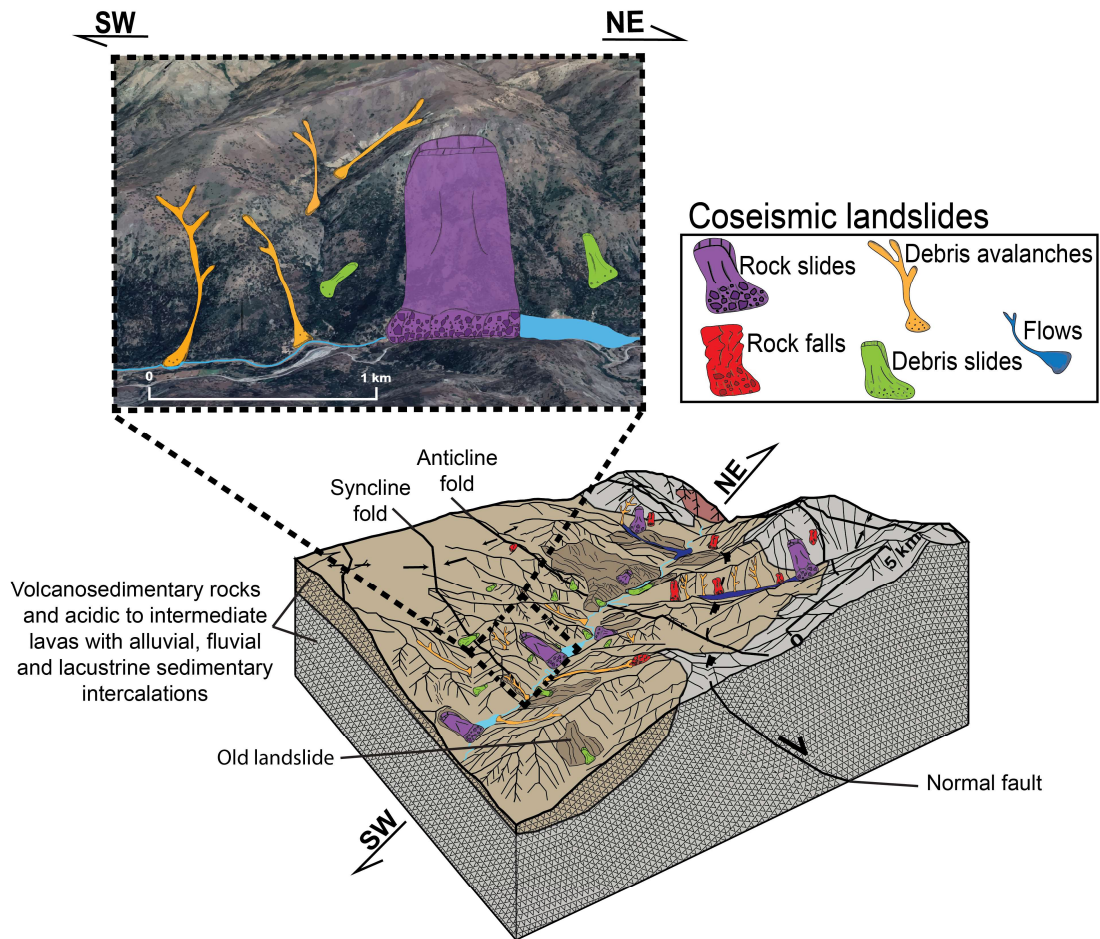 SW
NE
0
1 km
Coseismic landslides
Rock slides
Debris avalanches
Rock falls
Debris slides
Flows
Anticline
fold
Syncline
fold
NE
5 km
0
Volcanosedimentary rocks
and acidic to intermediate
lavas with alluvial, fluvial
and lacustrine sedimentary
intercalations
Old landslide
Normal fault
SW